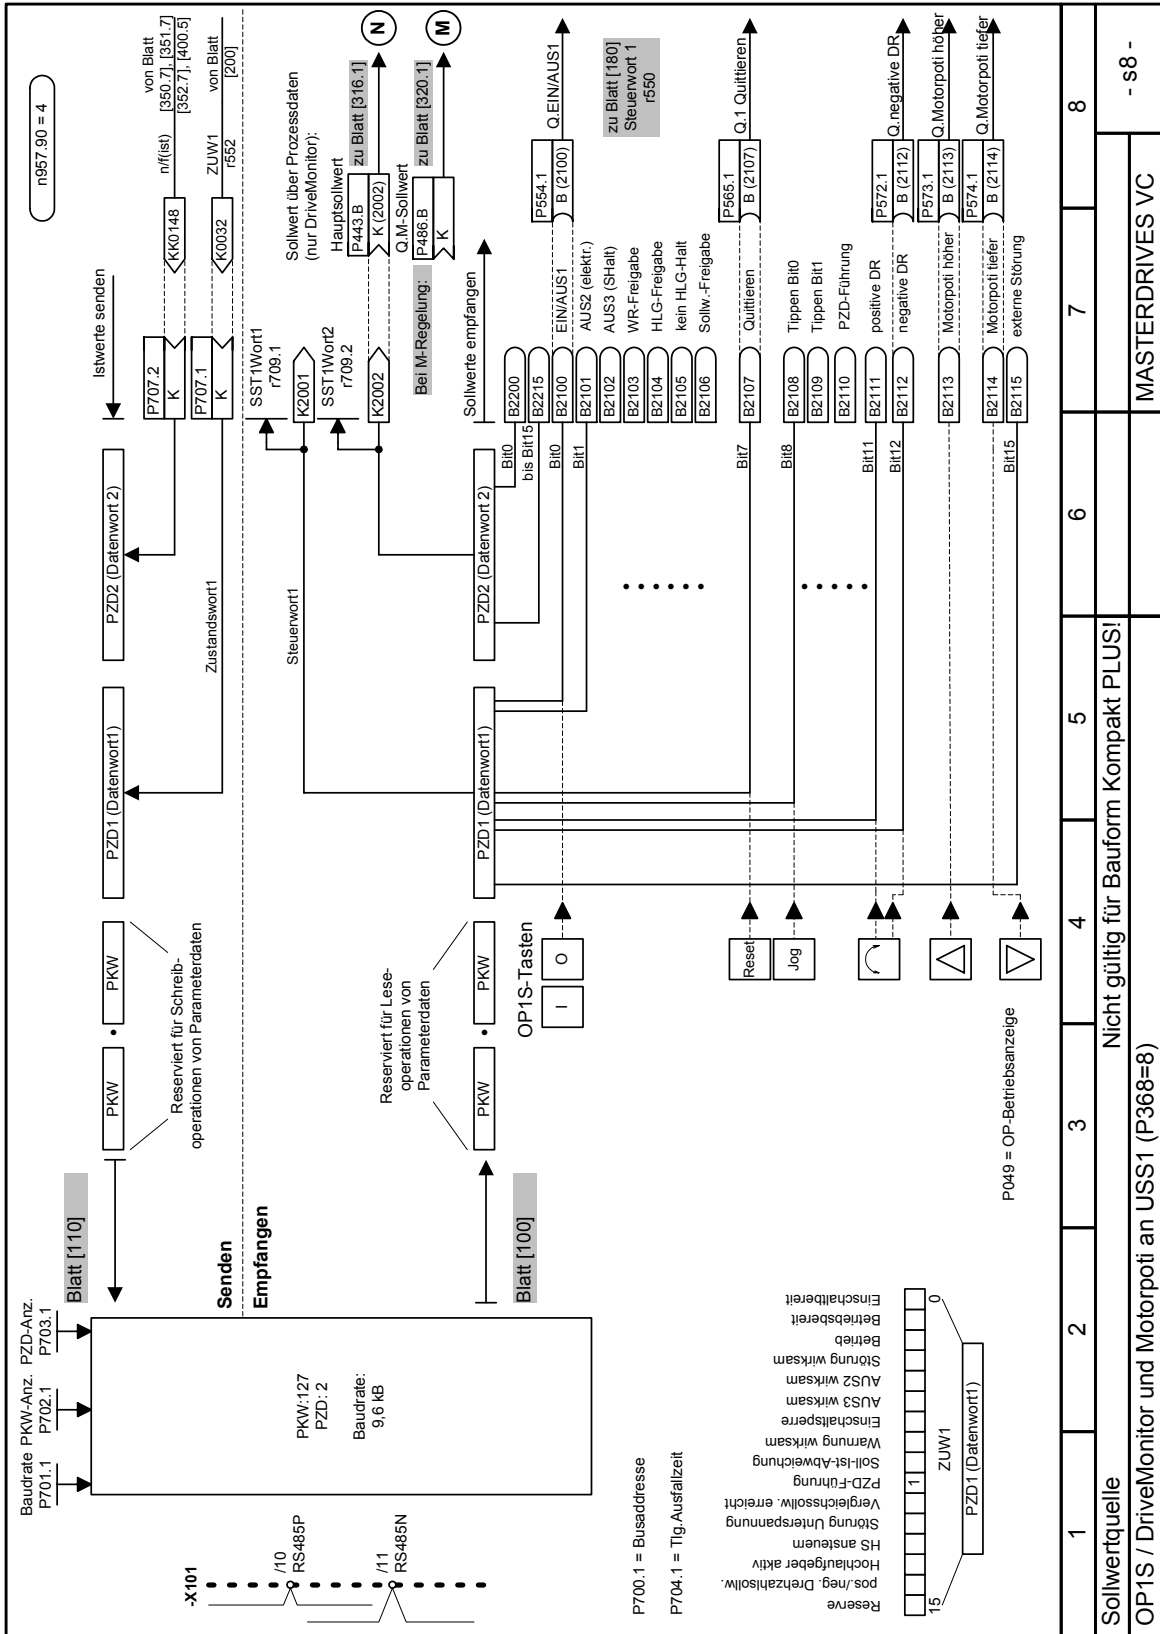 n957.90 = 4
Baudrate
P701.1
PKW-Anz.
P702.1
PZD-Anz.
P703.1
Blatt [110]
PKW
PKW
PZD1 (Datenwort1)
PZD2 (Datenwort 2)
Istwerte senden
Reserviert für Schreib-
operationen von Parameterdaten
P707.2
K
KK0148
n/f(ist)
von Blatt
[350.7], [351.7]
[352.7], [400.5]
P707.1
K
K0032
ZUW1
r552
von Blatt
[200]
Zustandswort1
Senden
Empfangen
PKW:127
PZD: 2
Baudrate:
9,6 kB
-X101
/10
RS485P
/11
RS485N
SST1Wort1
r709.1
K2001
Steuerwort1
SST1Wort2
r709.2
K2002
Sollwert über Prozessdaten
(nur DriveMonitor):
Hauptsollwert
P443.B
K (2002)
zu Blatt [316.1]
N
Q.M-Sollwert
Bei M-Regelung:
P486.B
K
zu Blatt [320.1]
M
Reserviert für Lese-
operationen von
Parameterdaten
Blatt [100]
PKW
PKW
PZD1 (Datenwort1)
PZD2 (Datenwort 2)
Sollwerte empfangen
Bit0
B2200
bis Bit15
B2215
OP1S-Tasten
I
O
Bit0
B2100
EIN/AUS1
P554.1
B (2100)
Q.EIN/AUS1
Bit1
B2101
AUS2 (elektr.)
B2102
AUS3 (SHalt)
B2103
WR-Freigabe
B2104
HLG-Freigabe
B2105
kein HLG-Halt
B2106
Sollw.-Freigabe
zu Blatt [180]
Steuerwort 1
r550
Reset
Bit7
B2107
Quittieren
P565.1
B (2107)
Q.1 Quittieren
Jog
Bit8
B2108
Tippen Bit0
B2109
Tippen Bit1
B2110
PZD-Führung
Bit11
B2111
positive DR
Bit12
B2112
negative DR
P572.1
B (2112)
Q.negative DR
B2113
Motorpoti höher
P573.1
B (2113)
Q.Motorpoti höher
B2114
Motorpoti tiefer
P574.1
B (2114)
Q.Motorpoti tiefer
Bit15
B2115
externe Störung
P700.1 = Busaddresse
P704.1 = Tlg.Ausfallzeit
P049 = OP-Betriebsanzeige
Reserve
pos./neg. Drehzahlsollw.
Hochlaufgeber aktiv
HS ansteuern
Störung Unterspannung
Vergleichssollw. erreicht
PZD-Führung
Soll-Ist-Abweichung
Warnung wirksam
Einschaltsperre
AUS3 wirksam
AUS2 wirksam
Störung wirksam
Betrieb
Betriebsbereit
Einschaltbereit
1
15
ZUW1
0
PZD1 (Datenwort1)
1
2
3
4
5
6
7
8
Sollwertquelle
Nicht gültig für Bauform Kompakt PLUS!
- s8 -
OP1S / DriveMonitor und Motorpoti an USS1 (P368=8)
MASTERDRIVES VC